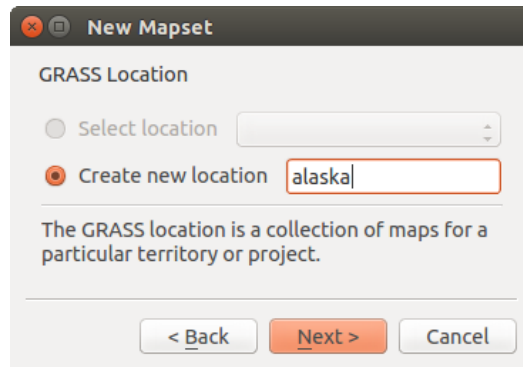 New Mapset
GRASS Location
Select location
Create new location alaska
The GRASS location is a collection of maps for a
particular territory or project.
< Back Next > Cancel